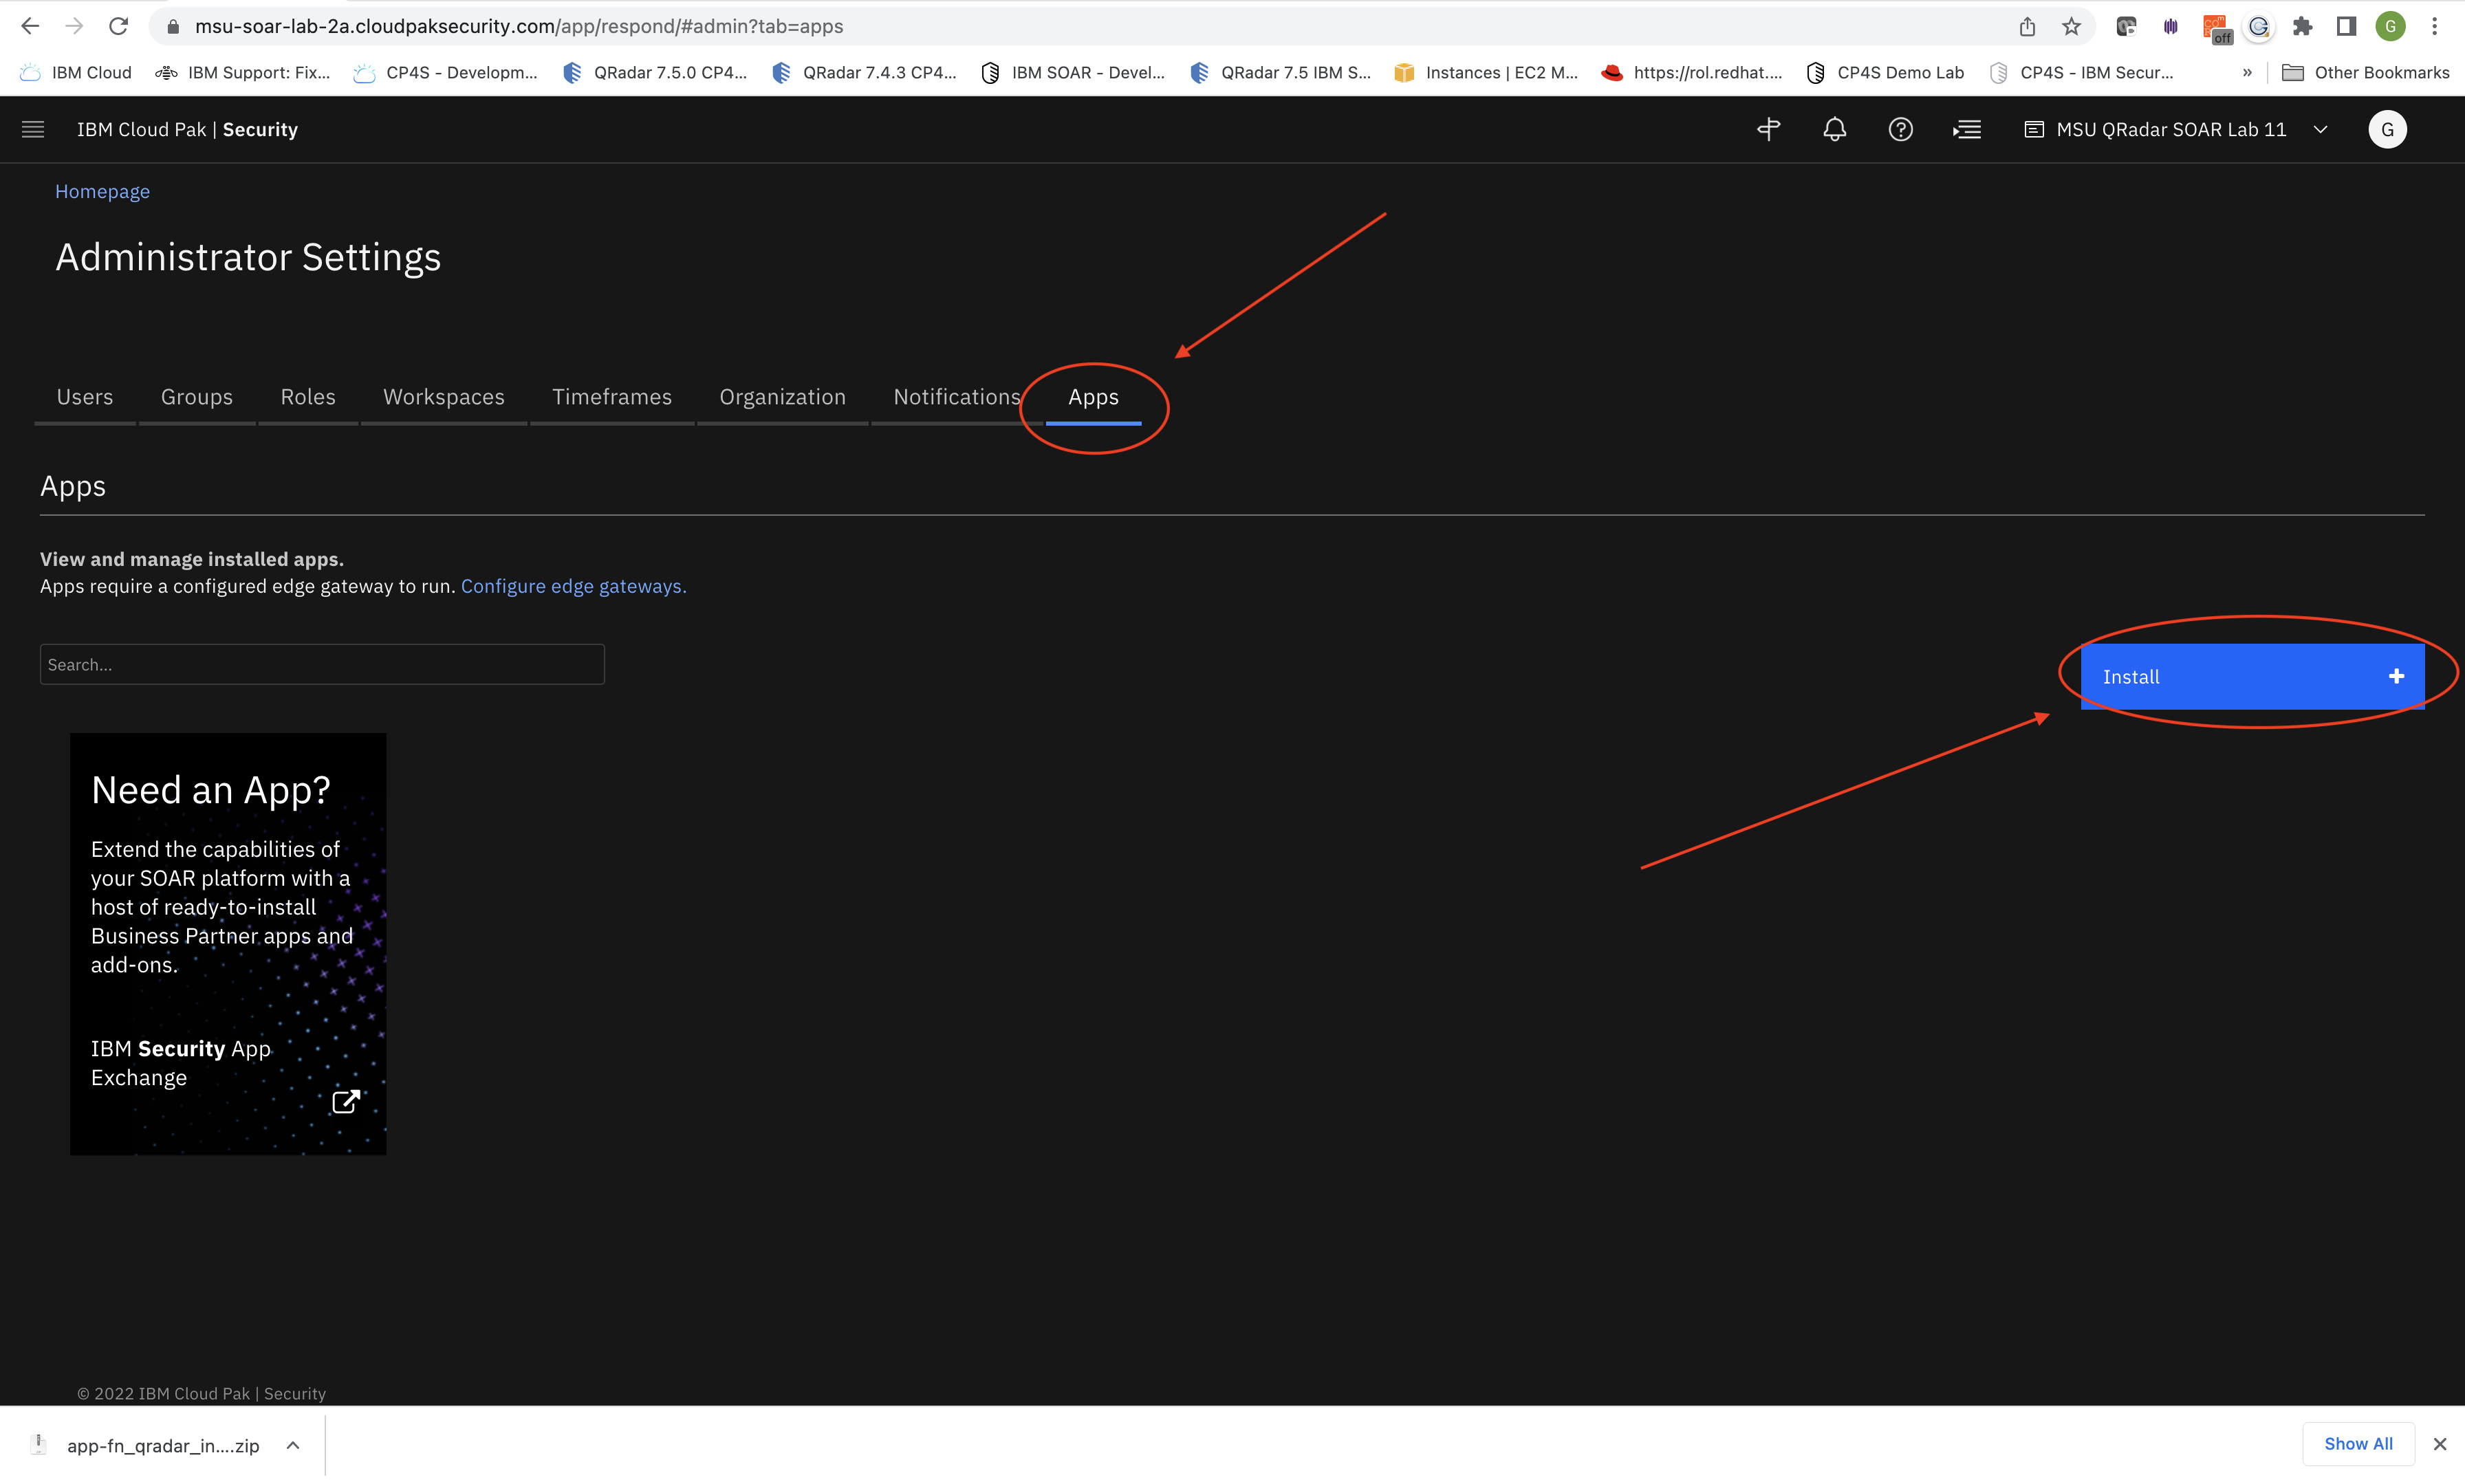 msu-soar-lab-2a.cloudpaksecurity.com/app/respond/#admin?tab=apps
off
G
IBM Cloud
IBM Support: Fix...
CP4S - Developm...
QRadar 7.5.0 CP4...
QRadar 7.4.3 CP4...
IBM SOAR - Devel...
QRadar 7.5 IBM S...
Instances | EC2 M...
https://rol.redhat....
CP4S Demo Lab
CP4S - IBM Secur...
»
Other Bookmarks
IBM Cloud Pak | Security
MSU QRadar SOAR Lab 11
G
Homepage
Administrator Settings
Users
Groups
Roles
Workspaces
Timeframes
Organization
Notifications
Apps
Apps
View and manage installed apps.
Apps require a configured edge gateway to run. Configure edge gateways.
Search...
Install
Need an App?
Extend the capabilities of
your SOAR platform with a
host of ready-to-install
Business Partner apps and
add-ons.
IBM Security App
Exchange
© 2022 IBM Cloud Pak | Security
app-fn_qradar_in....zip
Show All